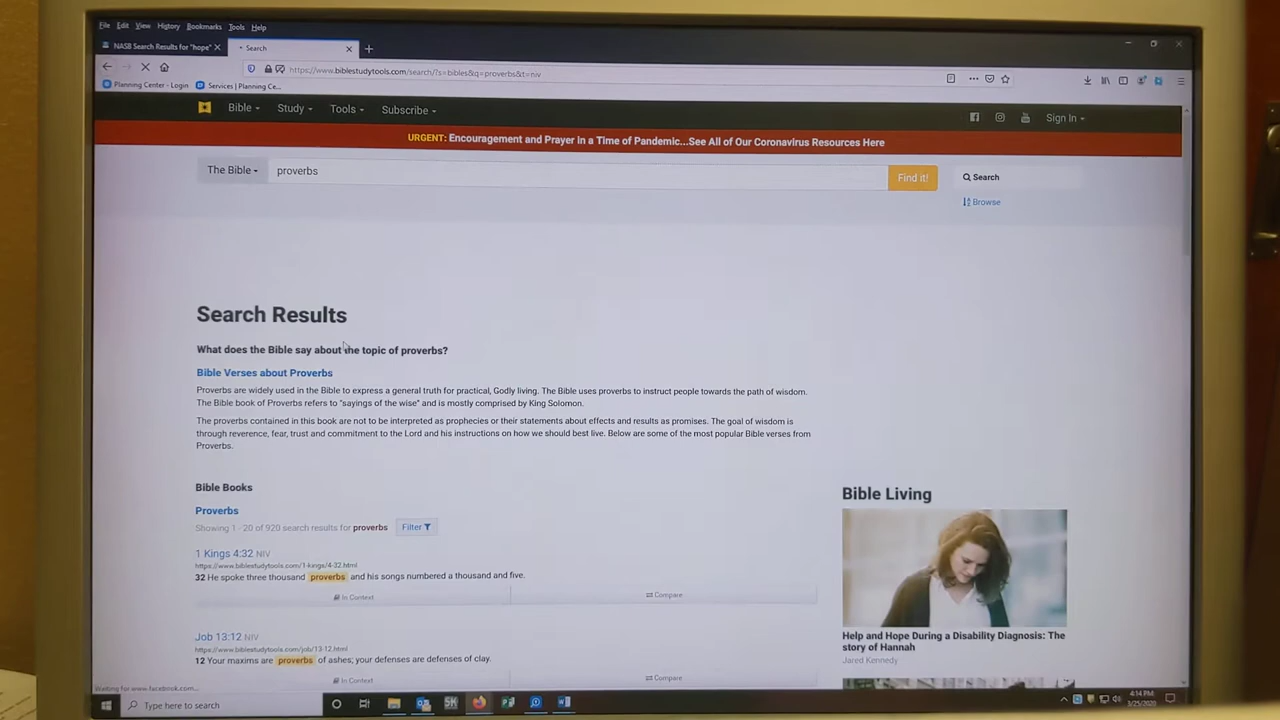 File Edit View History Bookmarks Tools Help
NASB Search Results for "hope" Search
https://www.biblestudytools.com/search/?s=bibles&q=proverbs&t=niv
Planning Center - Login Services | Planning Ce...
Bible Study Tools Subscribe Sign In
URGENT: Encouragement and Prayer in a Time of Pandemic...See All of Our Coronavirus Resources Here
The Bible proverbs Find it! Search
Browse
Search Results
What does the Bible say about the topic of proverbs?
Bible Verses about Proverbs
Proverbs are widely used in the Bible to express a general truth for practical, Godly living. The Bible uses proverbs to instruct people towards the path of wisdom.
The Bible book of Proverbs refers to "sayings of the wise" and is mostly comprised by King Solomon.
The proverbs contained in this book are not to be interpreted as prophecies or their statements about effects and results as promises. The goal of wisdom is
through reverence, fear, trust and commitment to the Lord and his instructions on how we should best live. Below are some of the most popular Bible verses from
Proverbs.
Bible Books
Proverbs
Showing 1 - 20 of 920 search results for proverbs Filter
1 Kings 4:32 NIV
https://www.biblestudytools.com/1-kings/4-32.html
32 He spoke three thousand proverbs and his songs numbered a thousand and five.
In Context Compare
Job 13:12 NIV
https://www.biblestudytools.com/job/13-12.html
12 Your maxims are proverbs of ashes; your defenses are defenses of clay.
In Context Compare
Bible Living
Help and Hope During a Disability Diagnosis: The
story of Hannah
Jared Kennedy
Waiting for www.facebook.com...
Type here to search
4:14 PM
3/25/2020